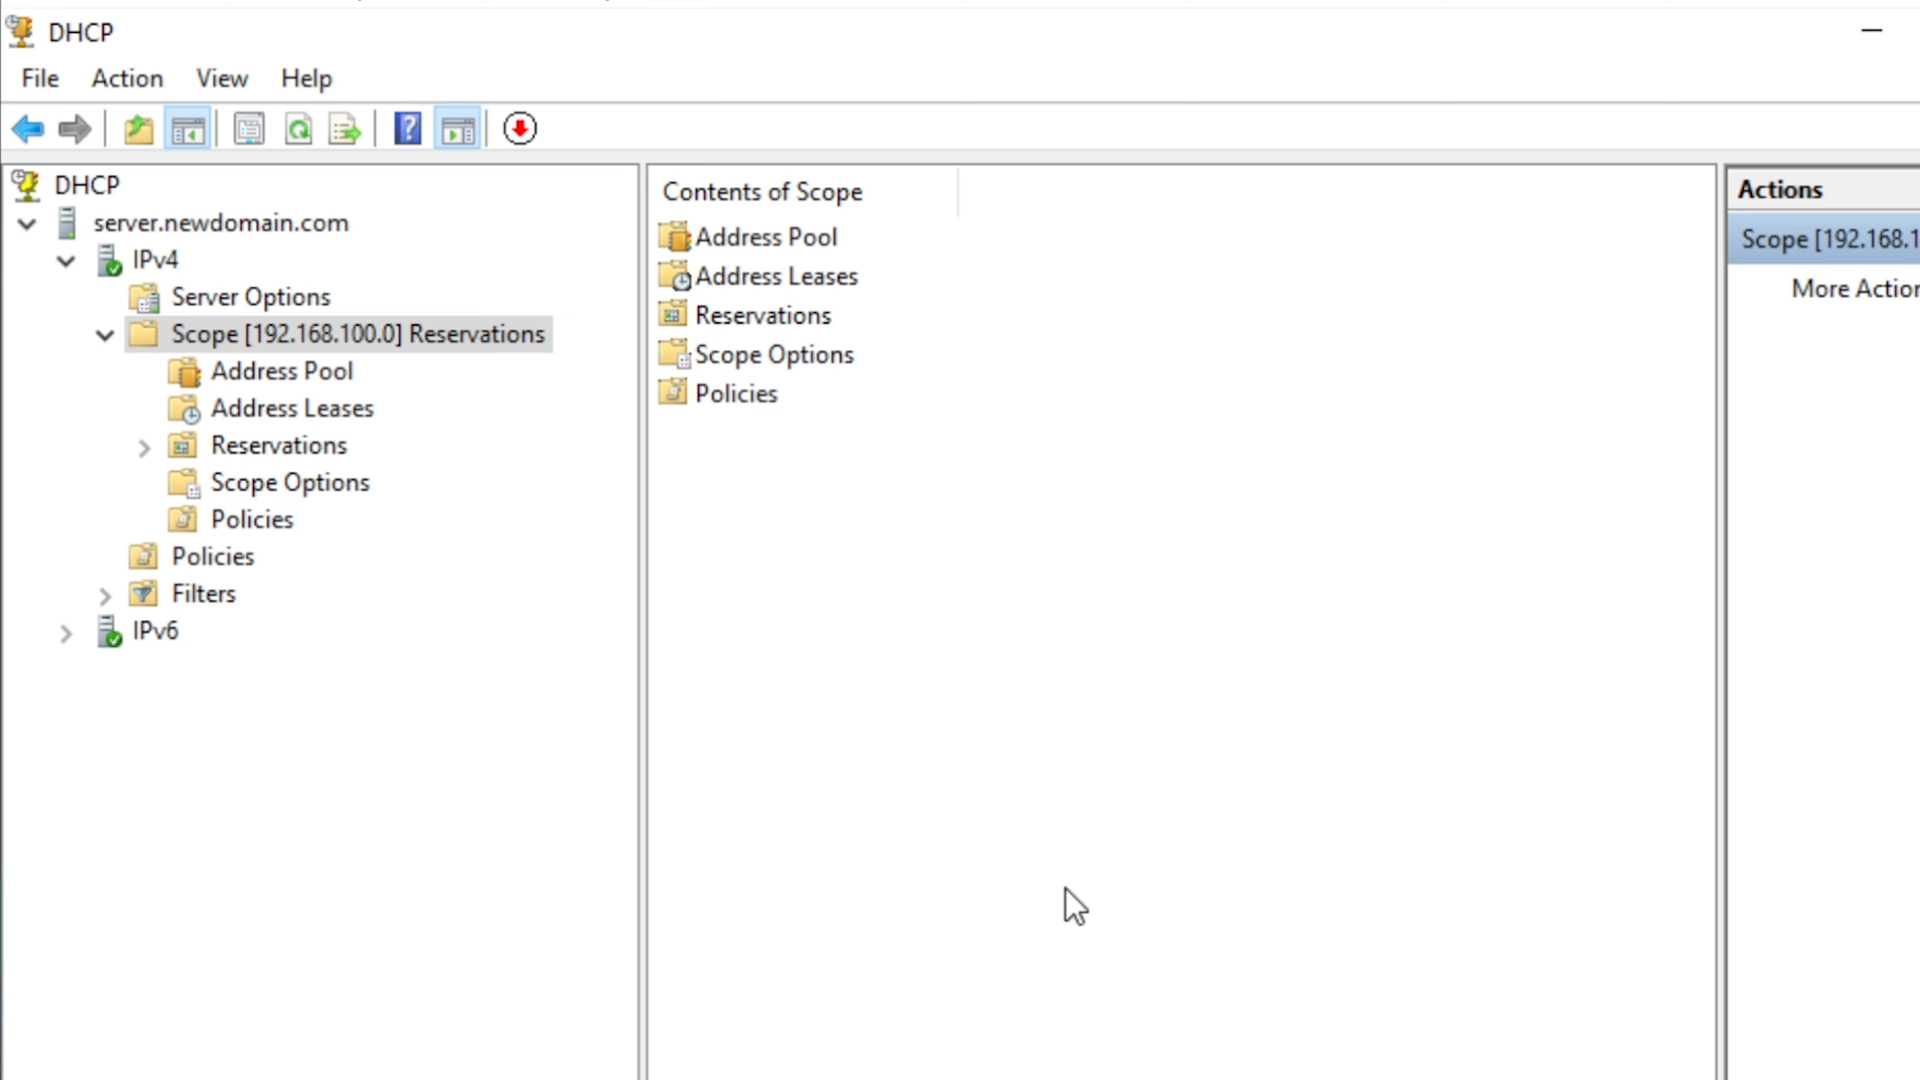 DHCP
File Action View Help
DHCP
server.newdomain.com
IPv4
Server Options
Scope [192.168.100.0] Reservations
Address Pool
Address Leases
Reservations
Scope Options
Policies
Policies
Filters
IPv6
Contents of Scope
Address Pool
Address Leases
Reservations
Scope Options
Policies
Actions
Scope [192.168.1
More Action